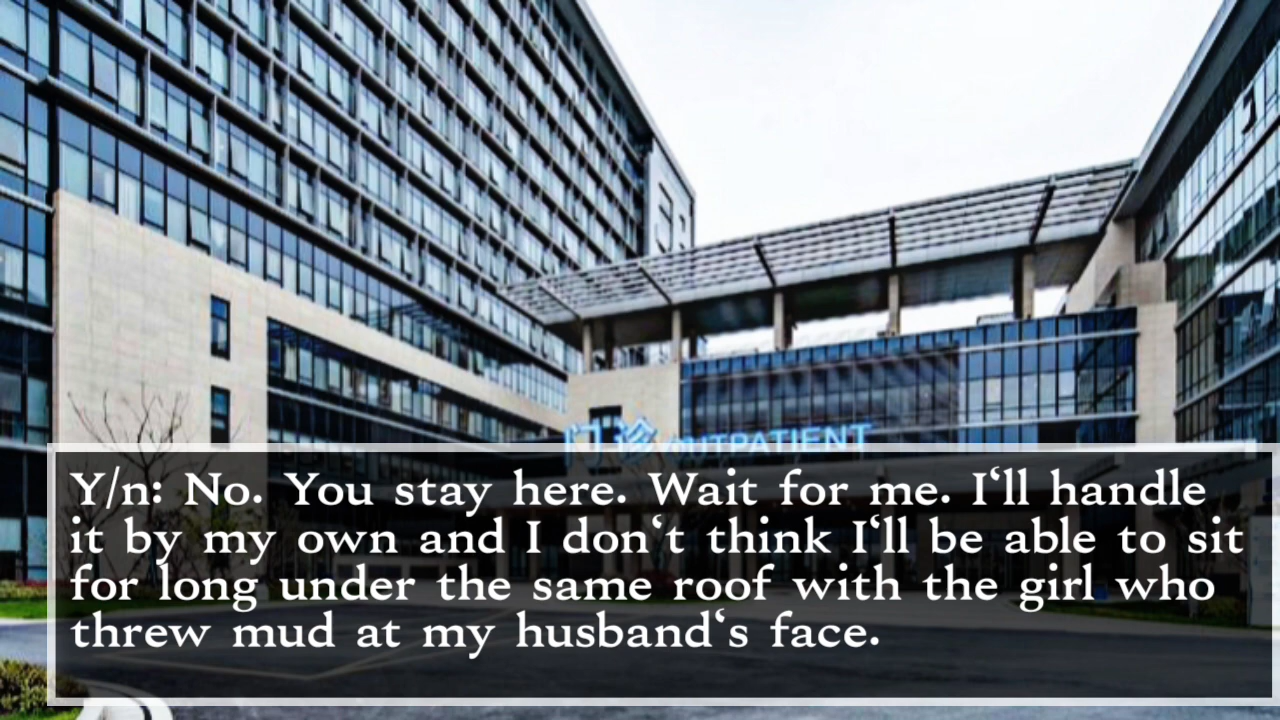 门诊 OUTPATIENT
Y/n: No. You stay here. Wait for me. I‘ll handle
it by my own and I don‘t think I‘ll be able to sit
for long under the same roof with the girl who
threw mud at my husband‘s face.